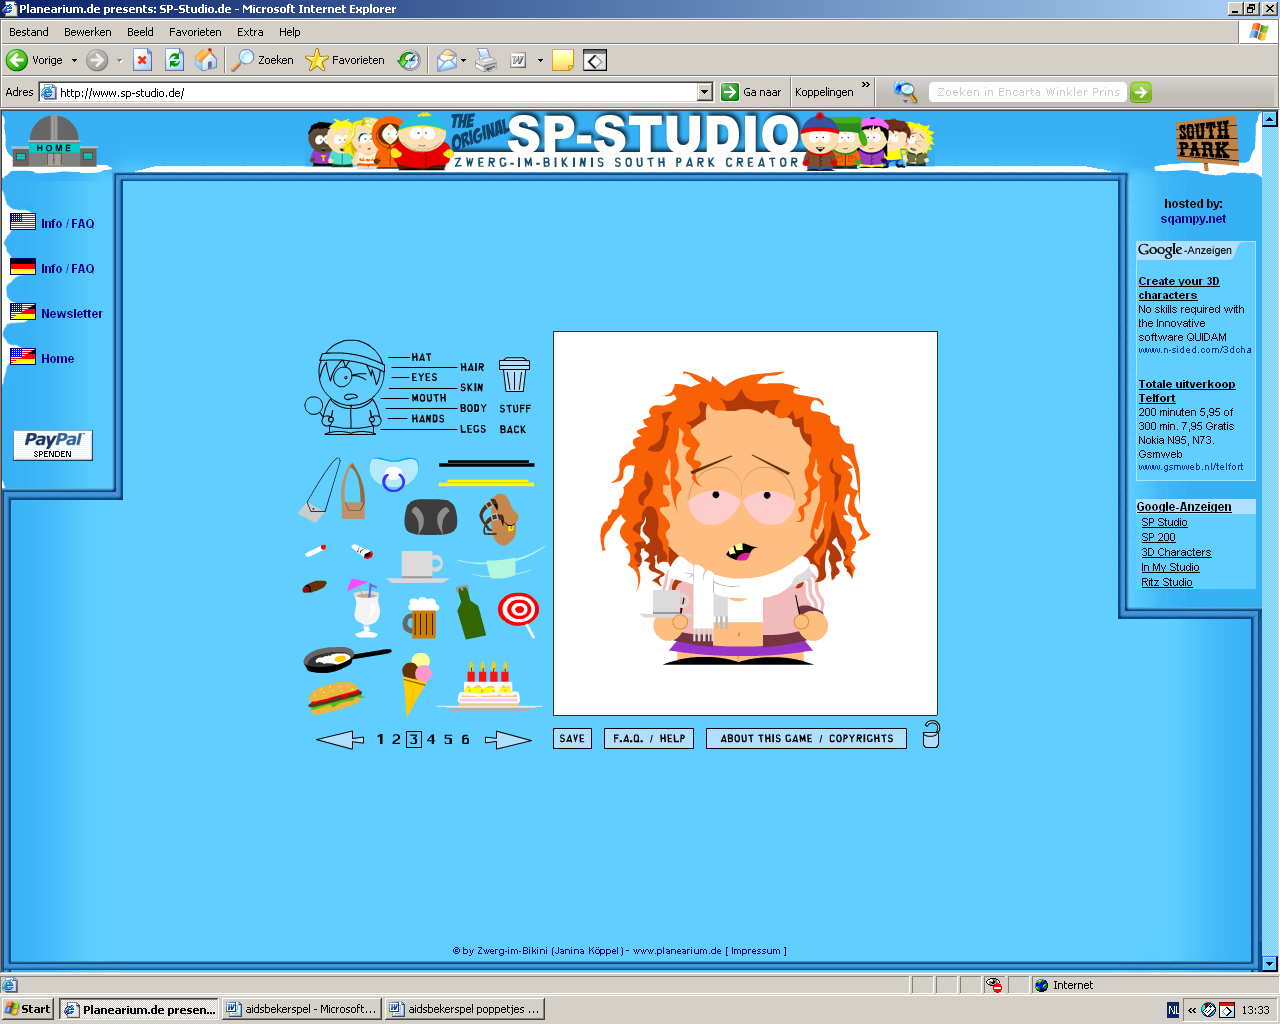 Planearium.de presents: SP-Studio.de - Microsoft Internet Explorer
Bestand Bewerken Beeld Favorieten Extra Help
Vorige Zoeken Favorieten
Adres http://www.sp-studio.de/ Ga naar Koppelingen » Zoeken in Encarta Winkler Prins
HOME
THE ORIGINAL SP-STUDIO
ZWERG-IM-BIKINIS SOUTH PARK CREATOR
SOUTH PARK
Info / FAQ
Info / FAQ
Newsletter
Home
PayPal
SPENDEN
HAT
HAIR
EYES
SKIN
MOUTH
BODY
HANDS
LEGS
STUFF
BACK
1 2 3 4 5 6
SAVE
F.A.Q. / HELP
ABOUT THIS GAME / COPYRIGHTS
hosted by:
sqampy.net
Google-Anzeigen
Create your 3D
characters
No skills required with
the Innovative
software QUIDAM
www.n-sided.com/3dcha
Totale uitverkoop
Telfort
200 minuten 5,95 of
300 min. 7,95 Gratis
Nokia N95, N73.
Gsmweb
www.gsmweb.nl/telfort
Google-Anzeigen
SP Studio
SP 200
3D Characters
In My Studio
Ritz Studio
© by Zwerg-im-Bikini (Janina Köppel) - www.planearium.de [ Impressum ]
Internet
Start Planearium.de presen... aidsbekerspel - Microsoft... aidsbekerspel poppetjes ... NL « 13:33